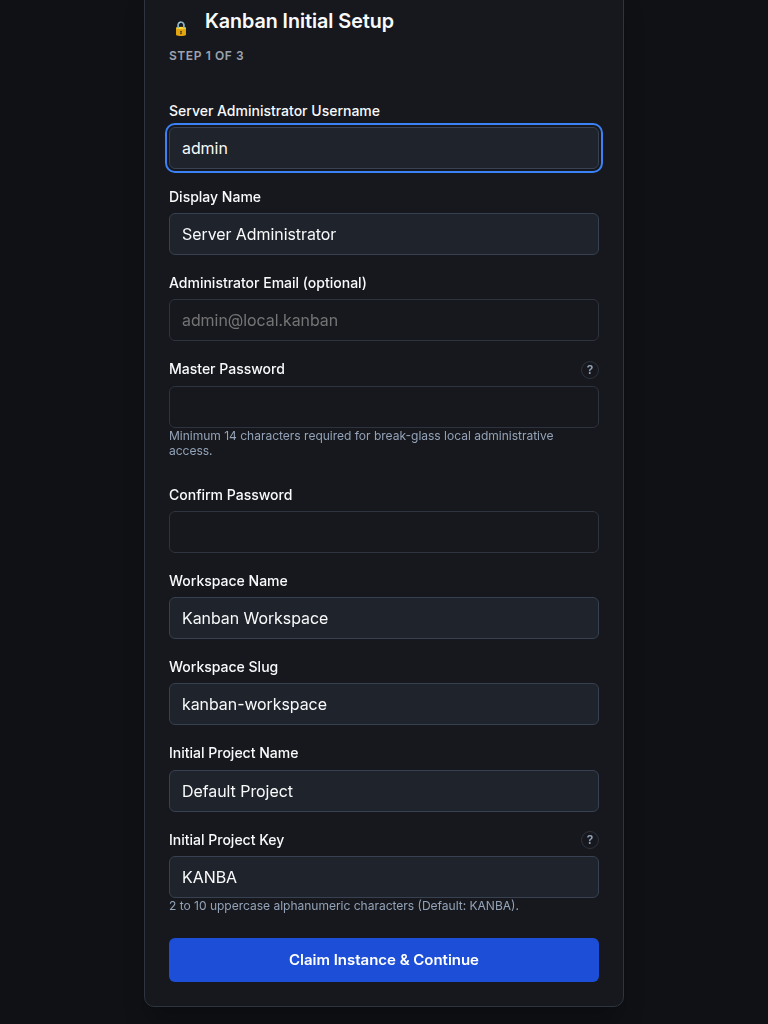 Kanban Initial Setup
STEP 1 OF 3
Server Administrator Username
admin
Display Name
Server Administrator
Administrator Email (optional)
admin@local.kanban
Master Password
?
Minimum 14 characters required for break-glass local administrative
access.
Confirm Password
Workspace Name
Kanban Workspace
Workspace Slug
kanban-workspace
Initial Project Name
Default Project
Initial Project Key
?
KANBA
2 to 10 uppercase alphanumeric characters (Default: KANBA).
Claim Instance & Continue